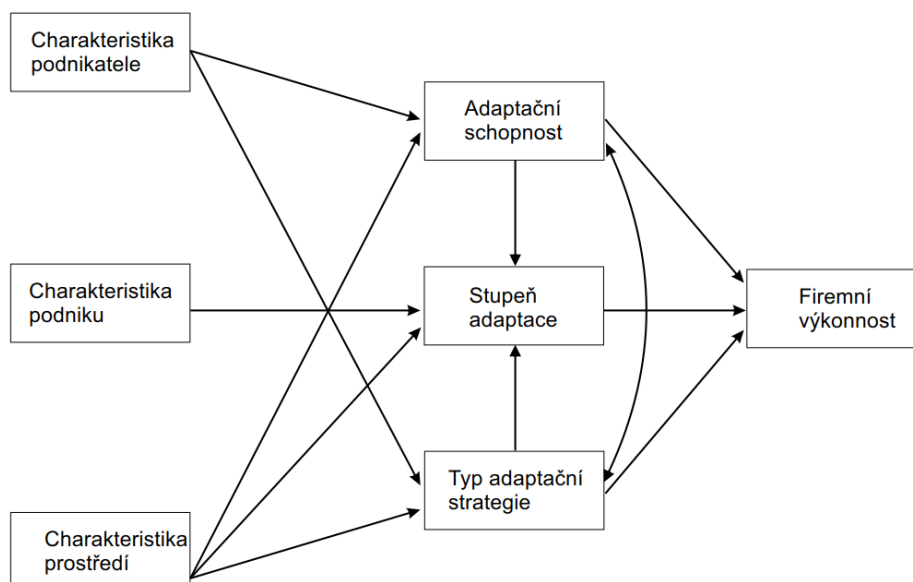 Charakteristika
podnikatele
Adaptační
schopnost
Charakteristika
podniku
Stupeň
adaptace
Firemní
výkonnost
Typ adaptační
strategie
Charakteristika
prostředí